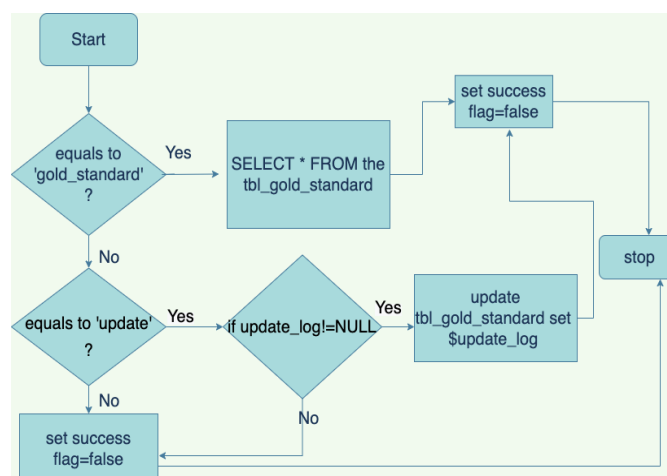 Start
equals to
'gold_standard'
?
Yes
SELECT * FROM the
tbl_gold_standard
set success
flag=false
stop
No
equals to 'update'
?
Yes
if update_log!=NULL
Yes
update
tbl_gold_standard set
$update_log
No
No
set success
flag=false